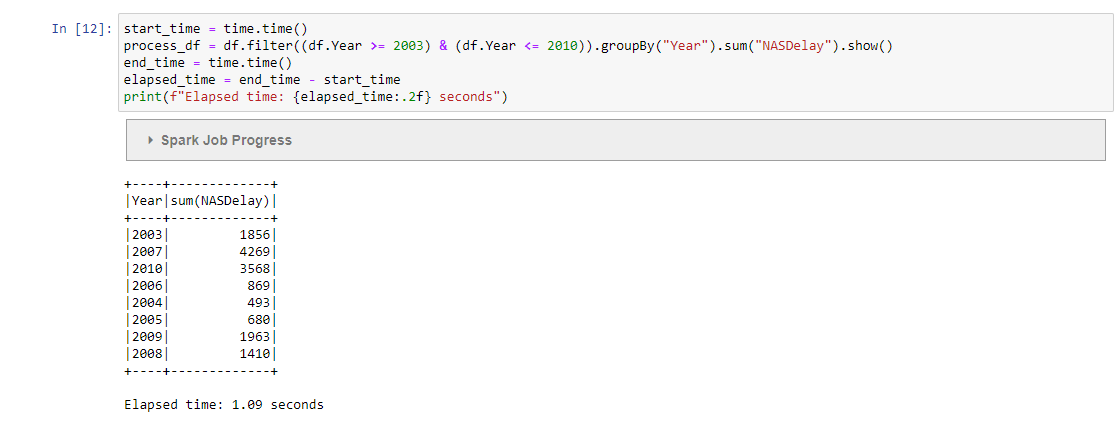 In [12]: start_time = time.time()
process_df = df.filter((df.Year >= 2003) & (df.Year <= 2010)).groupBy("Year").sum("NASDelay").show()
end_time = time.time()
elapsed_time = end_time - start_time
print(f"Elapsed time: {elapsed_time:.2f} seconds")
Spark Job Progress
+----+-------------+
|Year|sum(NASDelay)|
+----+-------------+
|2003|         1856|
|2007|         4269|
|2010|         3568|
|2006|          869|
|2004|          493|
|2005|          680|
|2009|         1963|
|2008|         1410|
+----+-------------+
Elapsed time: 1.09 seconds